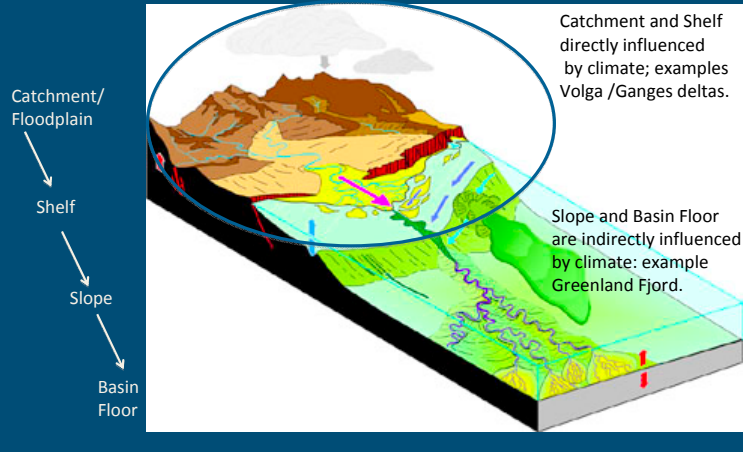 Catchment/
Floodplain
Shelf
Slope
Basin
Floor
Catchment and Shelf
directly influenced
by climate; examples
Volga /Ganges deltas.
Slope and Basin Floor
are indirectly influenced
by climate: example
Greenland Fjord.